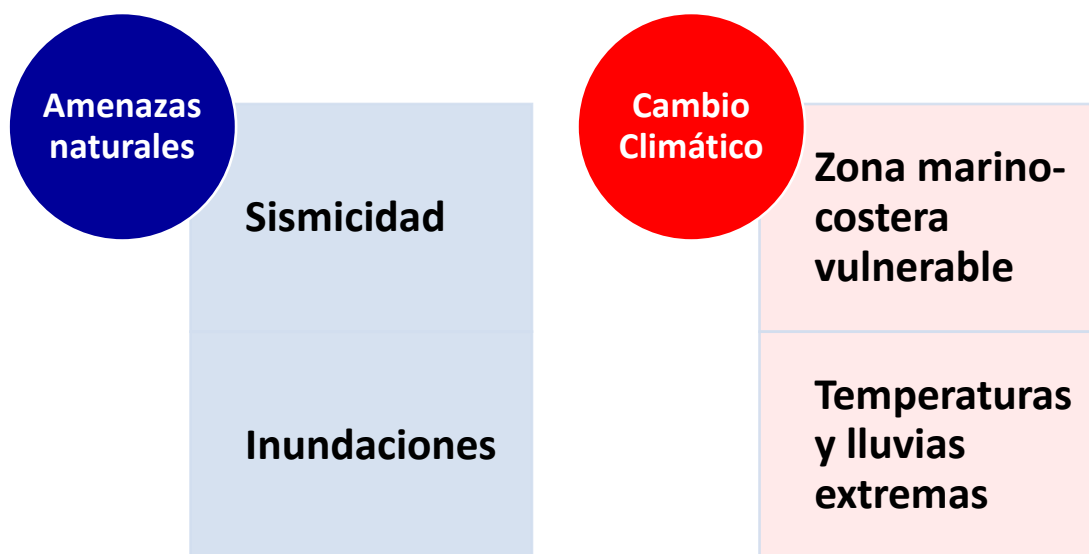 Amenazas
naturales
Sismicidad
Inundaciones
Cambio
Climático
Zona marino-
costera
vulnerable
Temperaturas
y lluvias
extremas